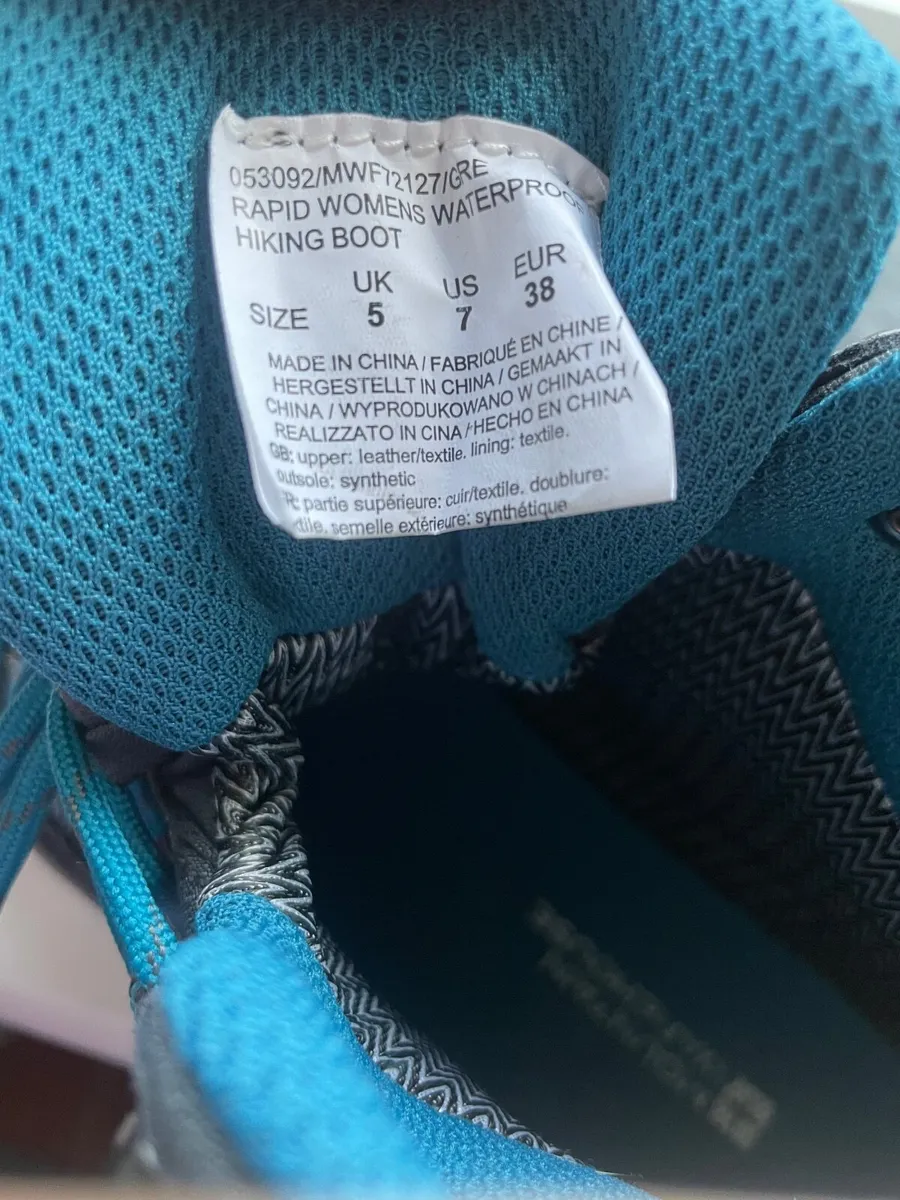 053092/MWF72127/GRE
RAPID WOMENS WATERPROOF
HIKING BOOT
UK US EUR
SIZE 5 7 38
MADE IN CHINA / FABRIQUÉ EN CHINE /
HERGESTELLT IN CHINA / GEMAAKT IN
CHINA / WYPRODUKOWANO W CHINACH /
REALIZZATO IN CINA / HECHO EN CHINA
GB: upper: leather/textile. lining: textile.
outsole: synthetic
partie supérieure: cuir/textile. doublure:
semelle extérieure: synthétique